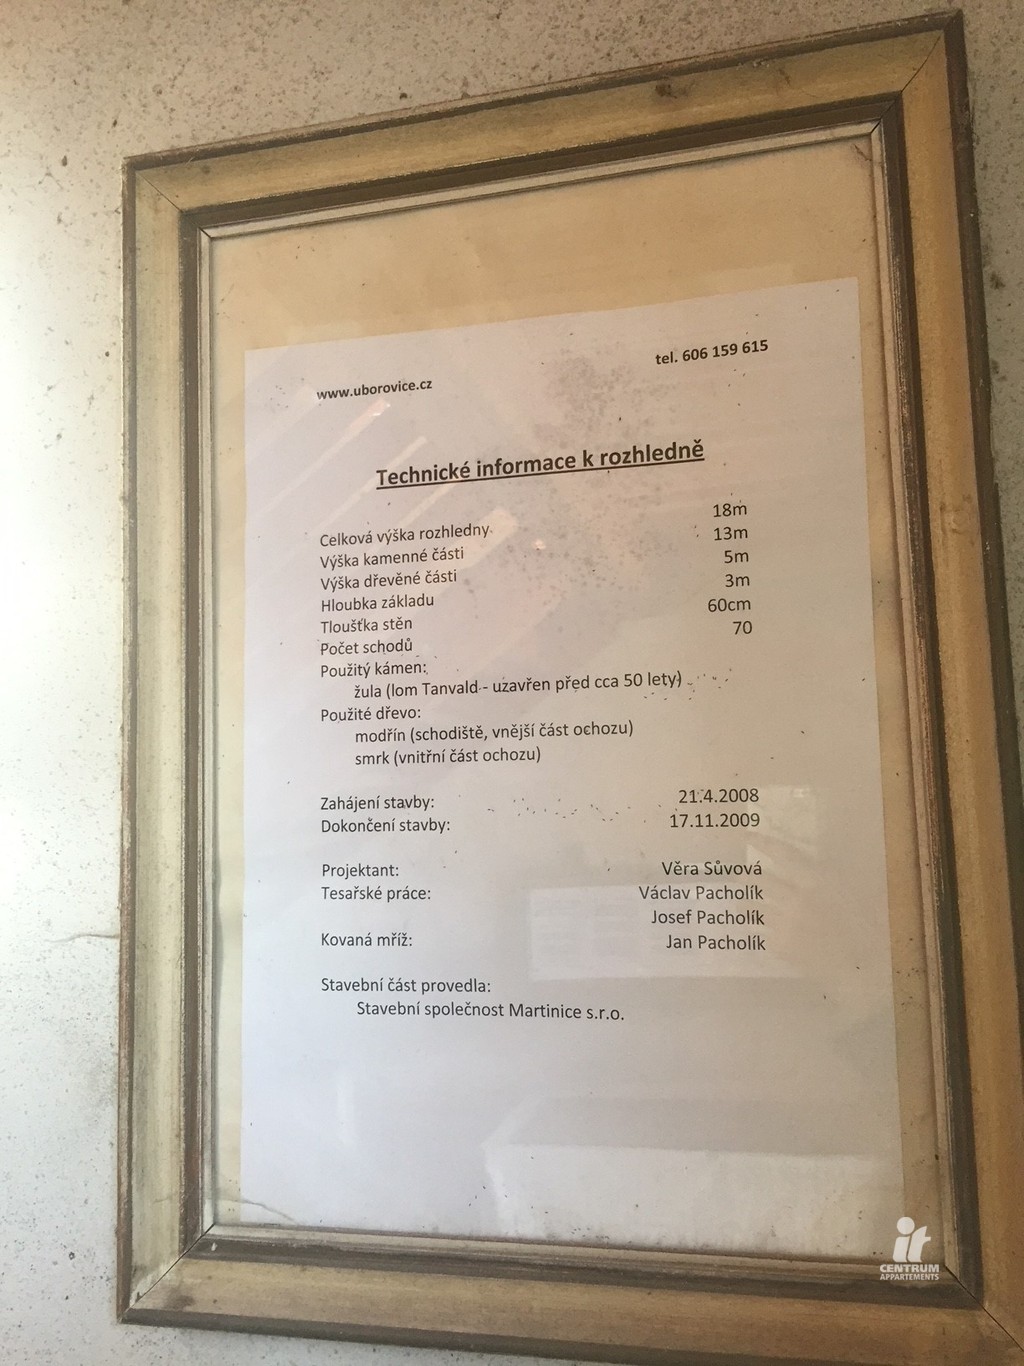 www.uborovice.cz tel. 606 159 615
Technické informace k rozhledně
Celková výška rozhledny 18m
Výška kamenné části 13m
Výška dřevěné části 5m
Hloubka základu 3m
Tloušťka stěn 60cm
Počet schodů 70
Použitý kámen:
žula (lom Tanvald - uzavřen před cca 50 lety)
Použité dřevo:
modřín (schodiště, vnější část ochozu)
smrk (vnitřní část ochozu)
Zahájení stavby: 21.4.2008
Dokončení stavby: 17.11.2009
Projektant: Věra Sůvová
Tesařské práce: Václav Pacholík
Josef Pacholík
Kovaná mříž: Jan Pacholík
Stavební část provedla:
Stavební společnost Martinice s.r.o.
it
CENTRUM
APPARTEMENTS